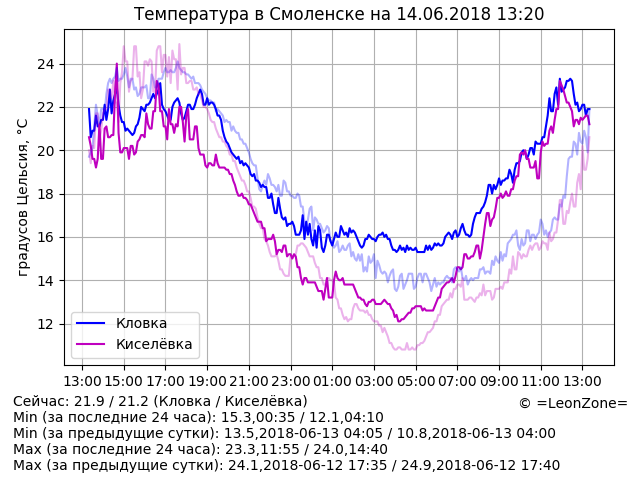 Температура в Смоленске на 14.06.2018 13:20
градусов Цельсия, °C
24
22
20
18
16
14
12
Кловка
Киселёвка
13:00 15:00 17:00 19:00 21:00 23:00 01:00 03:00 05:00 07:00 09:00 11:00 13:00
Сейчас: 21.9 / 21.2 (Кловка / Киселёвка)
© =LeonZone=
Min (за последние 24 часа): 15.3,00:35 / 12.1,04:10
Min (за предыдущие сутки): 13.5,2018-06-13 04:05 / 10.8,2018-06-13 04:00
Max (за последние 24 часа): 23.3,11:55 / 24.0,14:40
Max (за предыдущие сутки): 24.1,2018-06-12 17:35 / 24.9,2018-06-12 17:40